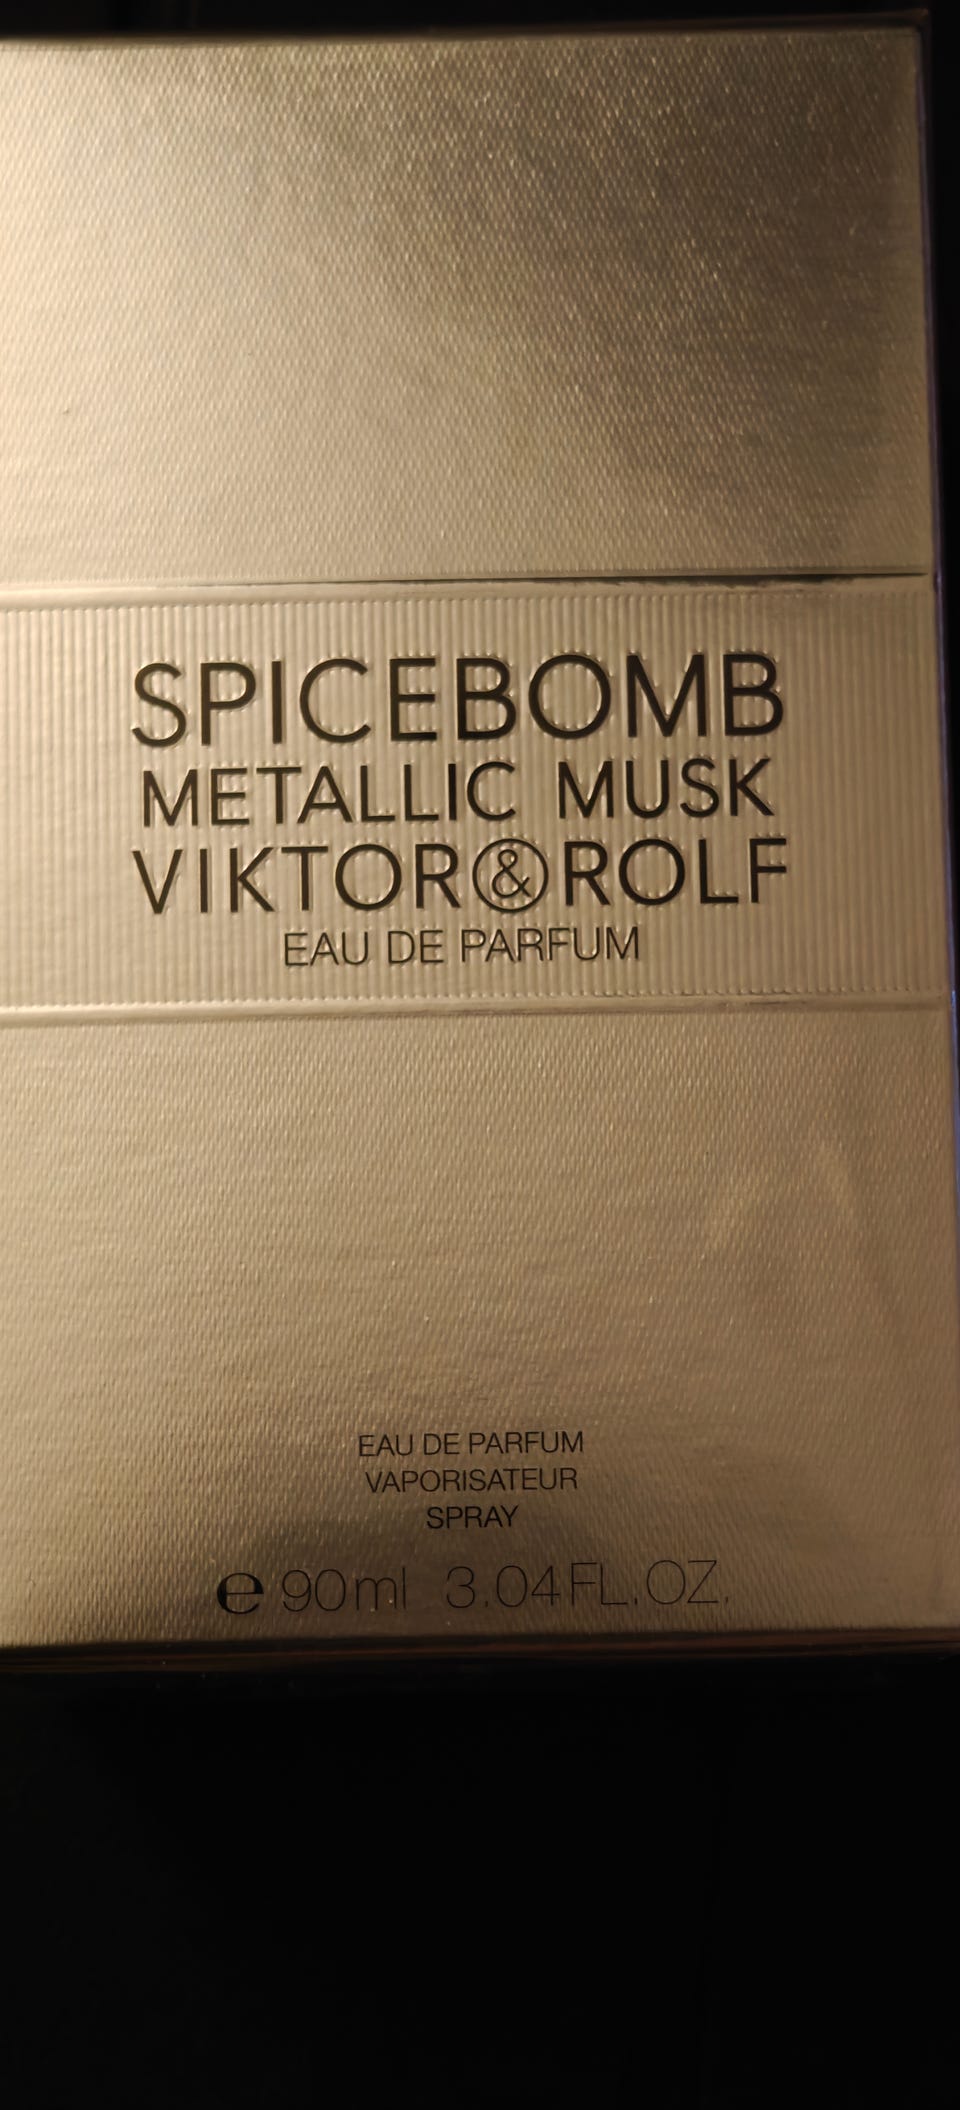 SPICEBOMB
METALLIC MUSK
VIKTOR&ROLF
EAU DE PARFUM
EAU DE PARFUM
VAPORISATEUR
SPRAY
℮ 90ml 3.04FL.OZ.